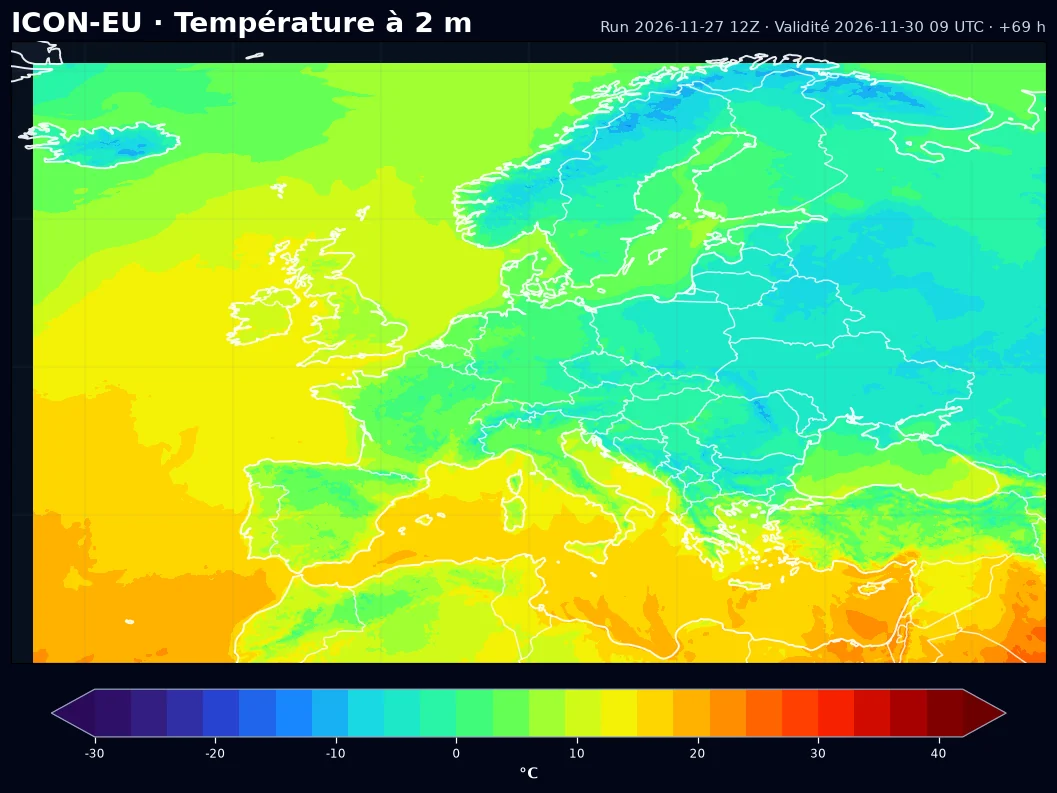 ICON-EU · Température à 2 m
Run 2026-11-27 12Z · Validité 2026-11-30 09 UTC · +69 h
-30 -20 -10 0 10 20 30 40
°C